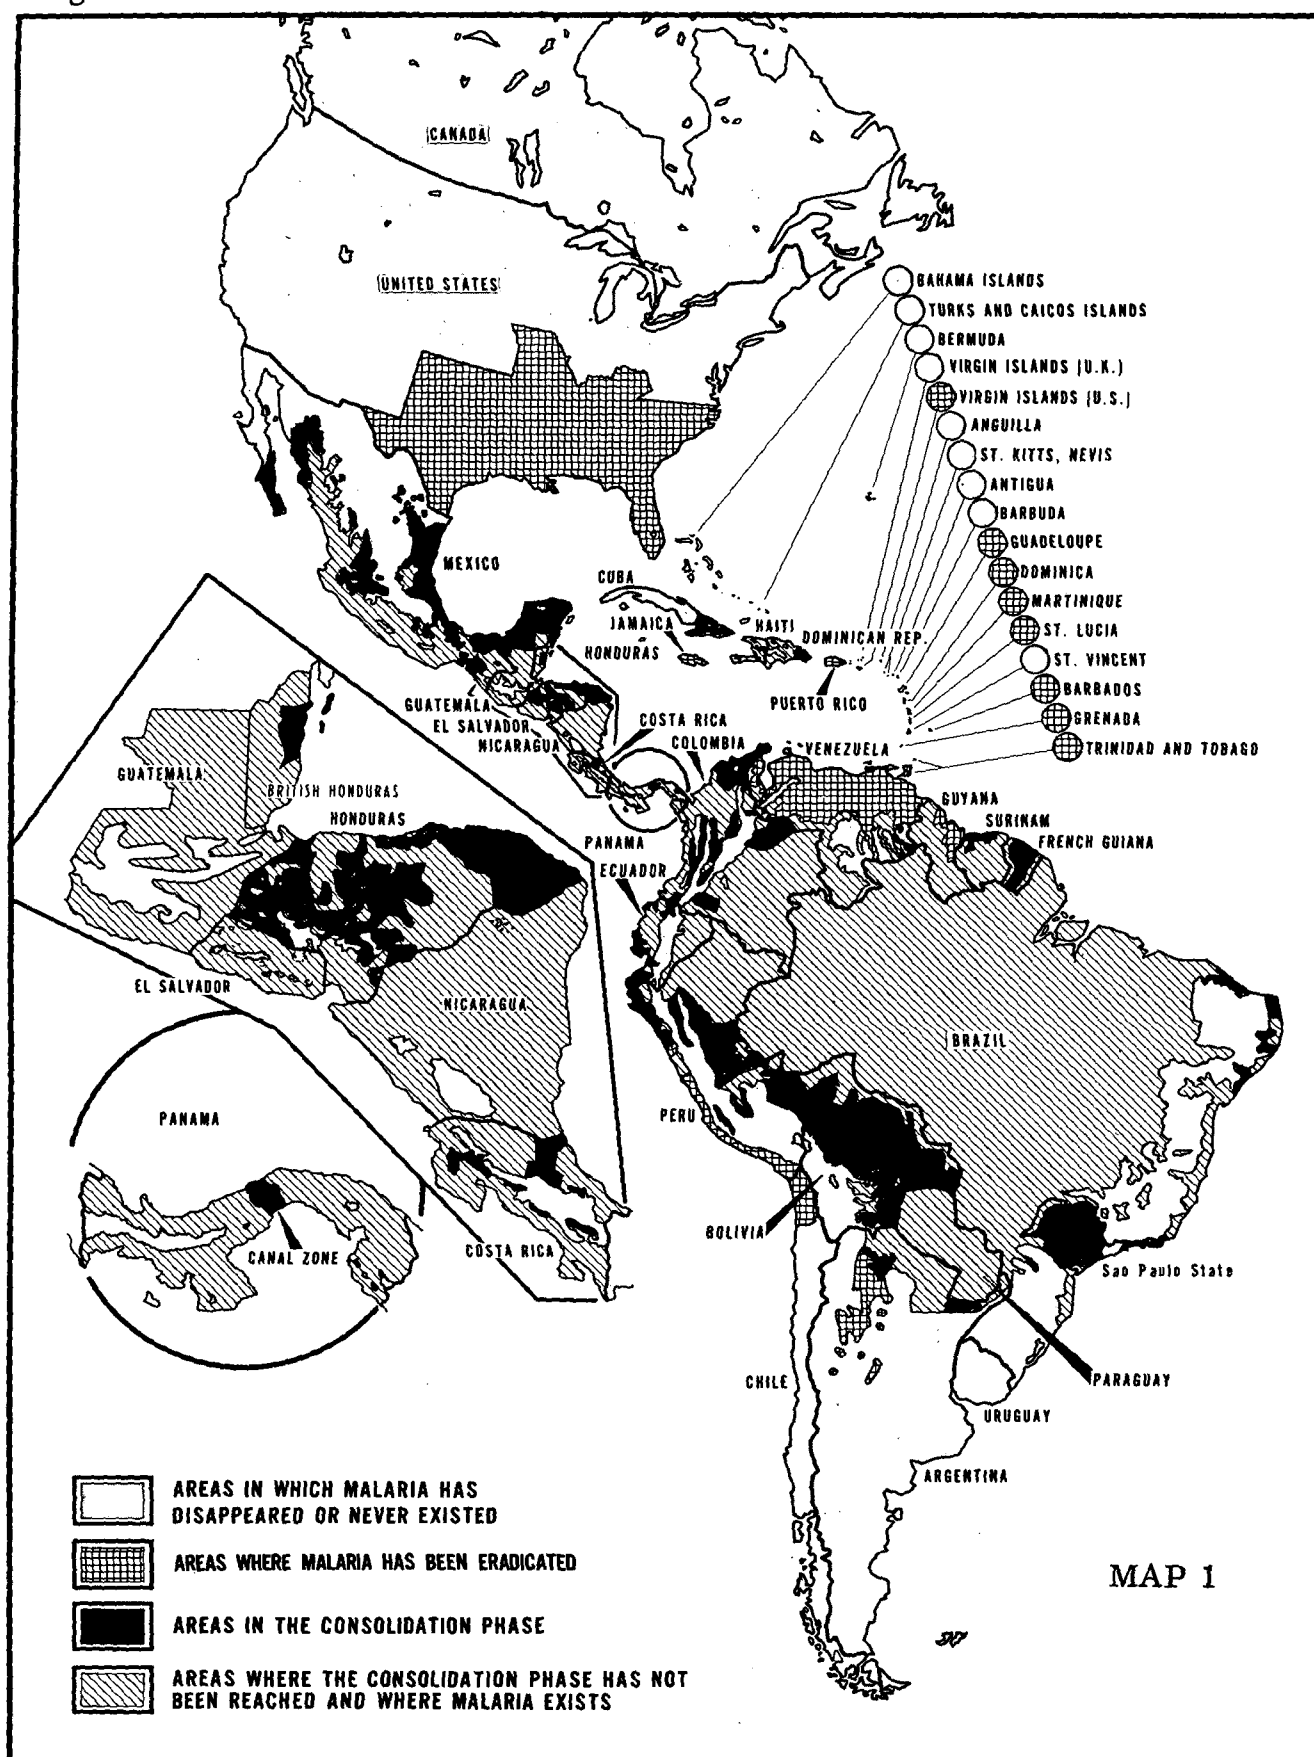 CANADA
UNITED STATES
BAHAMA ISLANDS
TURKS AND CAICOS ISLANDS
BERMUDA
VIRGIN ISLANDS (U.K.)
VIRGIN ISLANDS (U.S.)
ANGUILLA
ST. KITTS, NEVIS
ANTIGUA
BARBUDA
GUADELOUPE
DOMINICA
MARTINIQUE
ST. LUCIA
ST. VINCENT
BARBADOS
GRENADA
TRINIDAD AND TOBAGO
MEXICO
CUBA
JAMAICA
HAITI
DOMINICAN REP.
HONDURAS
PUERTO RICO
GUATEMALA
EL SALVADOR
NICARAGUA
COSTA RICA
COLOMBIA
VENEZUELA
GUYANA
SURINAM
FRENCH GUIANA
PANAMA
ECUADOR
GUATEMALA
BRITISH HONDURAS
HONDURAS
EL SALVADOR
NICARAGUA
BRAZIL
PANAMA
PERU
CANAL ZONE
COSTA RICA
BOLIVIA
Sao Paulo State
CHILE
PARAGUAY
URUGUAY
ARGENTINA
AREAS IN WHICH MALARIA HAS
DISAPPEARED OR NEVER EXISTED
AREAS WHERE MALARIA HAS BEEN ERADICATED
AREAS IN THE CONSOLIDATION PHASE
AREAS WHERE THE CONSOLIDATION PHASE HAS NOT
BEEN REACHED AND WHERE MALARIA EXISTS
MAP 1